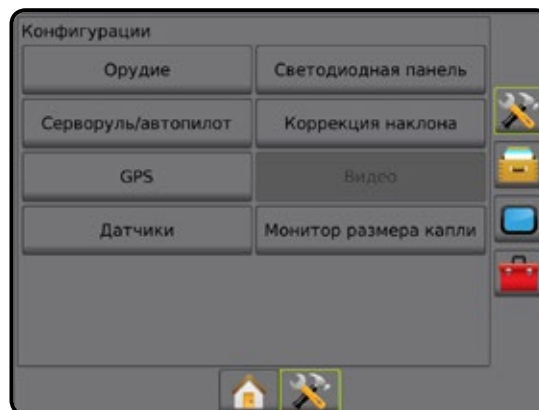 Конфигурации
Орудие
Светодиодная панель
Серворуль/автопилот
Коррекция наклона
GPS
Видео
Датчики
Монитор размера капли